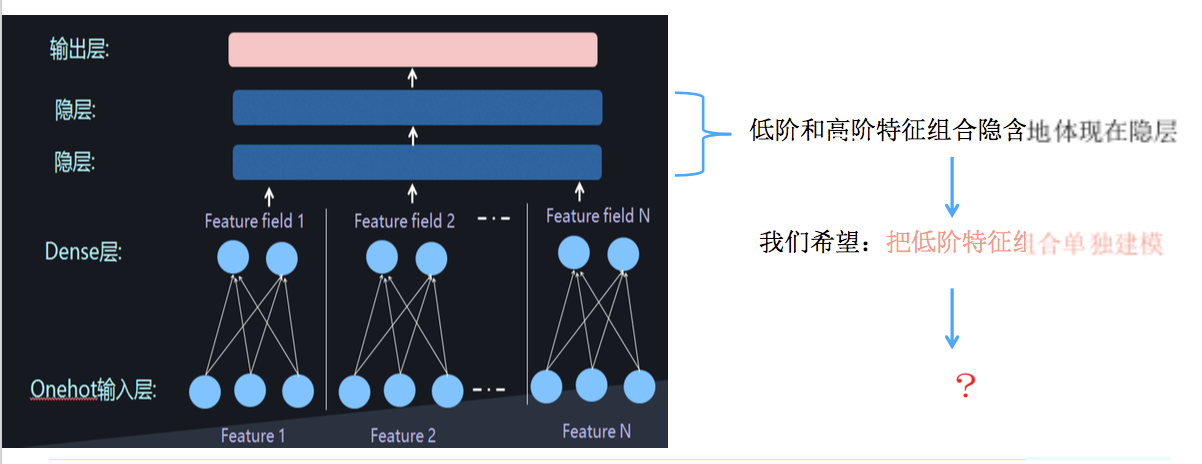 输出层:
隐层:
隐层:
低阶和高阶特征组合隐含地体现在隐层
Feature field 1
Feature field 2
Feature field N
Dense层:
我们希望：把低阶特征组合单独建模
Onehot输入层:
?
Feature 1
Feature 2
Feature N